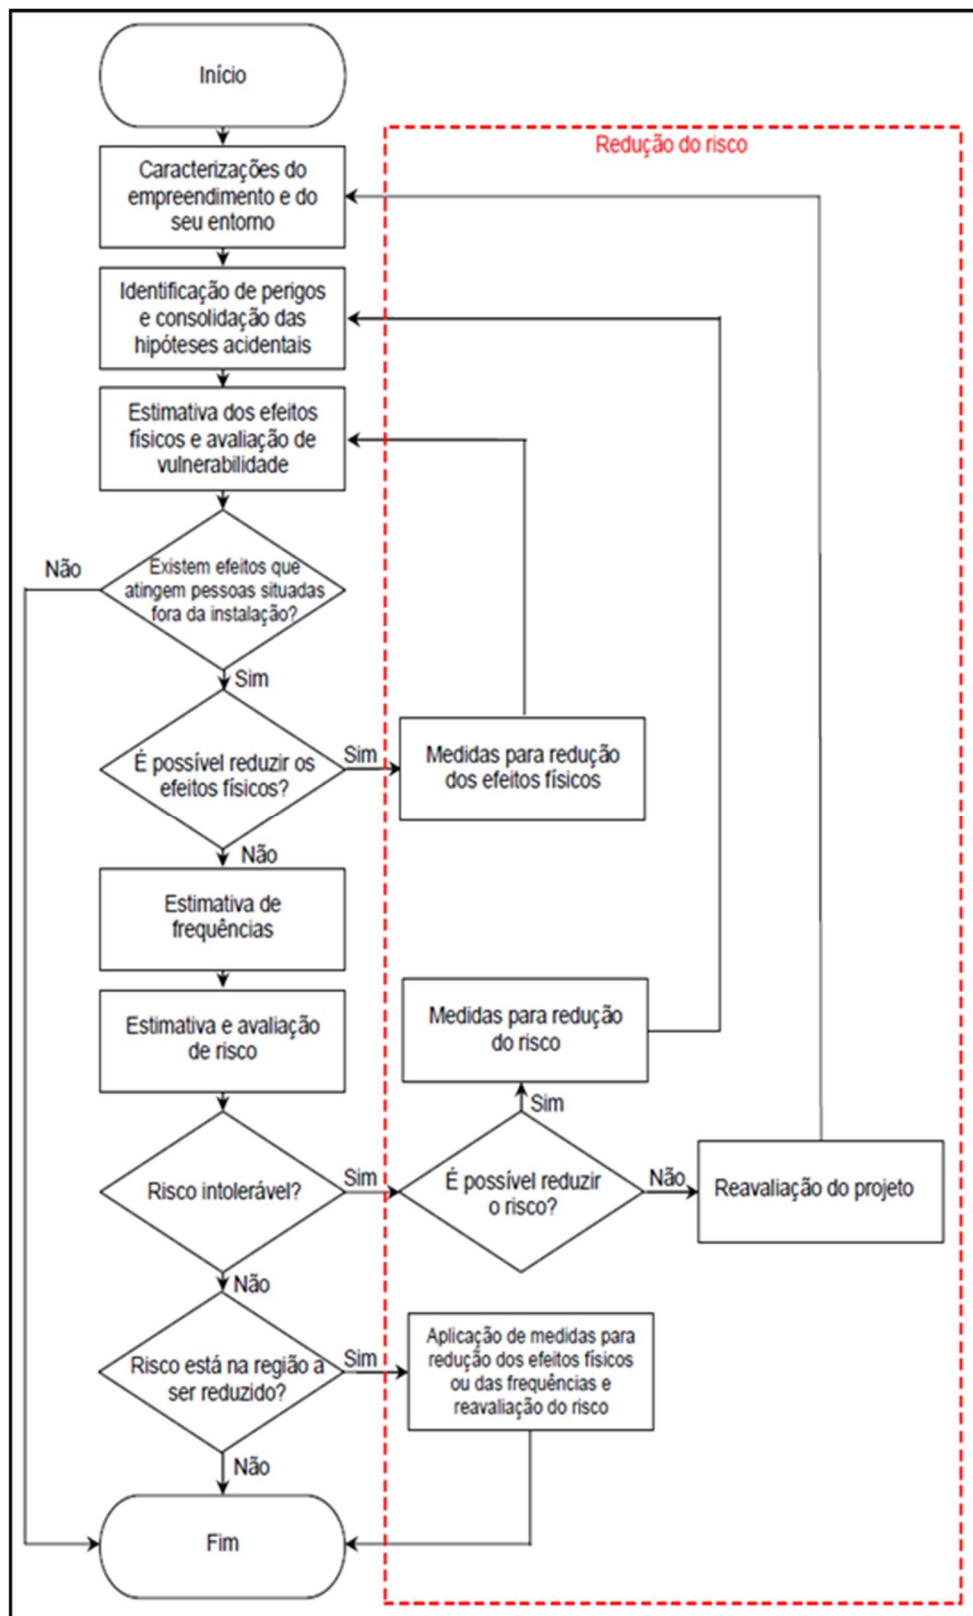 Início
Redução do risco
Caracterizações do
empreendimento e do
seu entorno
Identificação de perigos
e consolidação das
hipóteses acidentais
Estimativa dos efeitos
físicos e avaliação de
vulnerabilidade
Não
Existem efeitos que
atingem pessoas situadas
fora da instalação?
Sim
É possível reduzir os
efeitos físicos?
Sim
Medidas para redução
dos efeitos físicos
Não
Estimativa de
frequências
Estimativa e avaliação
de risco
Medidas para redução
do risco
Sim
Risco intolerável?
Sim
É possível reduzir
o risco?
Não
Reavaliação do projeto
Não
Risco está na região a
ser reduzido?
Sim
Aplicação de medidas para
redução dos efeitos físicos
ou das frequências e
reavaliação do risco
Não
Fim